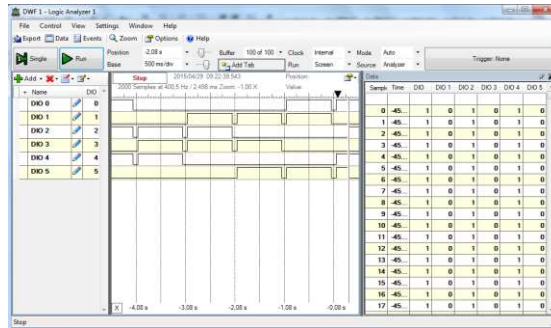 DWF 1 - Logic Analyzer 1
File Control View Settings Window Help
Export Data Events Zoom Options Help
Single Run Position -2,08 s Buffer 100 of 100 Clock Internal Mode Auto Trigger: None
Base 500 ms/div Add Tab Run Screen Source Analyzer
Add Stop 2015/04/29 09:22:38.543 Position: Data
Name DIO 2000 Samples at 400,5 Hz / 2,498 ms Zoom: -1.00 X Value: Sample Time DIO DIO 1 DIO 2 DIO 3 DIO 4 DIO 5
DIO 0 0
DIO 1 1
DIO 2 2
DIO 3 3
DIO 4 4
DIO 5 5
0 -45... 1 0 1 0 1 0
1 -45... 1 0 1 0 1 0
2 -45... 1 0 1 0 1 0
3 -45... 1 0 1 0 1 0
4 -45... 1 0 1 0 1 0
5 -45... 1 0 1 0 1 0
6 -45... 1 0 1 0 1 0
7 -45... 1 0 1 0 1 0
8 -45... 1 0 1 0 1 0
9 -45... 1 0 1 0 1 0
10 -45... 1 0 1 0 1 0
11 -45... 1 0 1 0 1 0
12 -45... 1 0 1 0 1 0
13 -45... 1 0 1 0 1 0
14 -45... 1 0 1 0 1 0
15 -45... 1 0 1 0 1 0
16 -45... 1 0 1 0 1 0
17 -45... 1 0 1 0 1 0
X -4,08 s -3,08 s -2,08 s -1,08 s -0,08 s
Stop